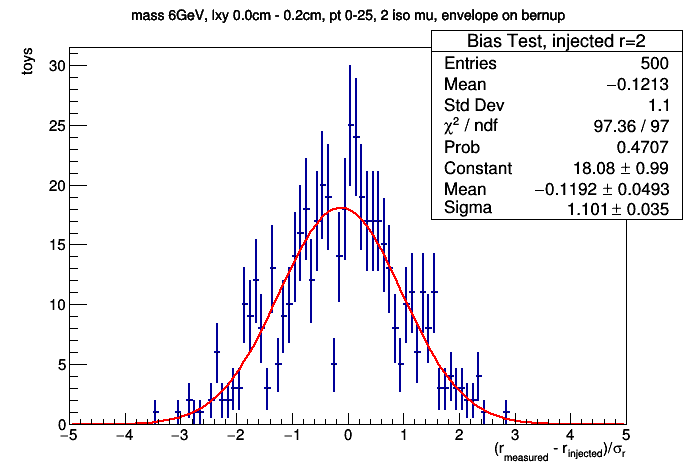 mass 6GeV, lxy 0.0cm - 0.2cm, pt 0-25, 2 iso mu, envelope on bernup
toys
Bias Test, injected r=2
Entries 500
Mean −0.1213
Std Dev 1.1
χ² / ndf 97.36 / 97
Prob 0.4707
Constant 18.08 ± 0.99
Mean −0.1192 ± 0.0493
Sigma 1.101 ± 0.035
30
25
20
15
10
5
0
−5 −4 −3 −2 −1 0 1 2 3 4 5
(r_measured - r_injected)/σ_r